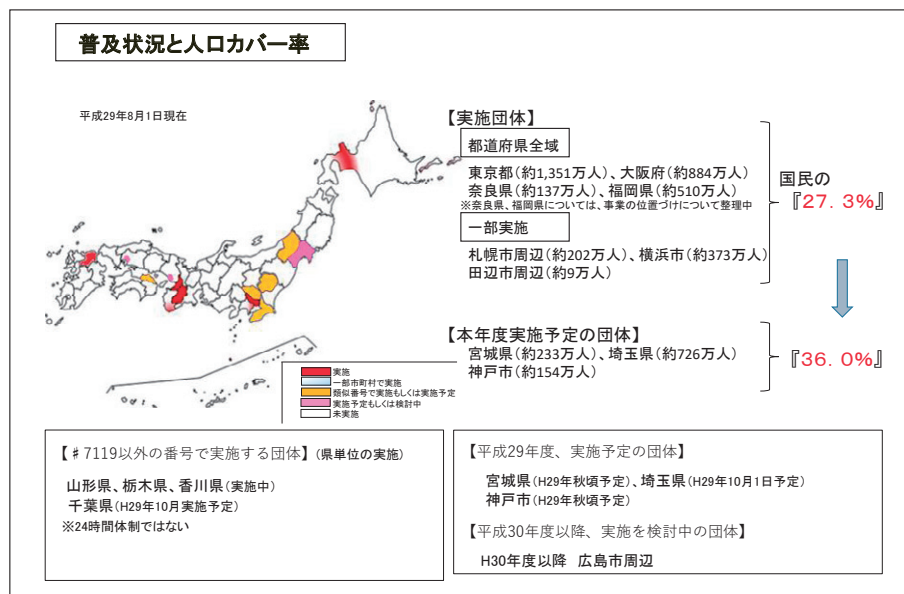 普及状況と人口カバー率
平成29年8月1日現在
【実施団体】
都道府県全域
東京都(約1,351万人)、大阪府(約884万人)
奈良県(約137万人)、福岡県(約510万人)
※奈良県、福岡県については、事業の位置づけについて整理中
一部実施
札幌市周辺(約202万人)、横浜市(約373万人)
田辺市周辺(約9万人)
国民の
『27.3%』
【本年度実施予定の団体】
宮城県(約233万人)、埼玉県(約726万人)
神戸市(約154万人)
『36.0%』
実施
一部市町村で実施
類似番号で実施もしくは実施予定
実施予定もしくは検討中
未実施
【♯7119以外の番号で実施する団体】(県単位の実施)
山形県、栃木県、香川県(実施中)
千葉県(H29年10月実施予定)
※24時間体制ではない
【平成29年度、実施予定の団体】
宮城県(H29年秋頃予定)、埼玉県(H29年10月1日予定)
神戸市(H29年秋頃予定)
【平成30年度以降、実施を検討中の団体】
H30年度以降 広島市周辺